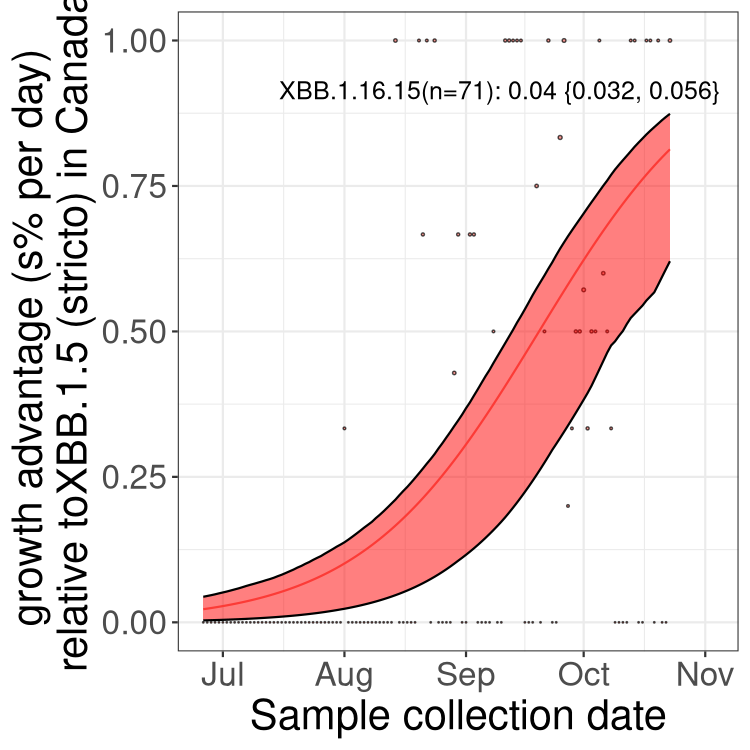 growth advantage (s% per day)
relative toXBB.1.5 (stricto) in Canada
1.00
0.75
0.50
0.25
0.00
XBB.1.16.15(n=71): 0.04 {0.032, 0.056}
Jul Aug Sep Oct Nov
Sample collection date